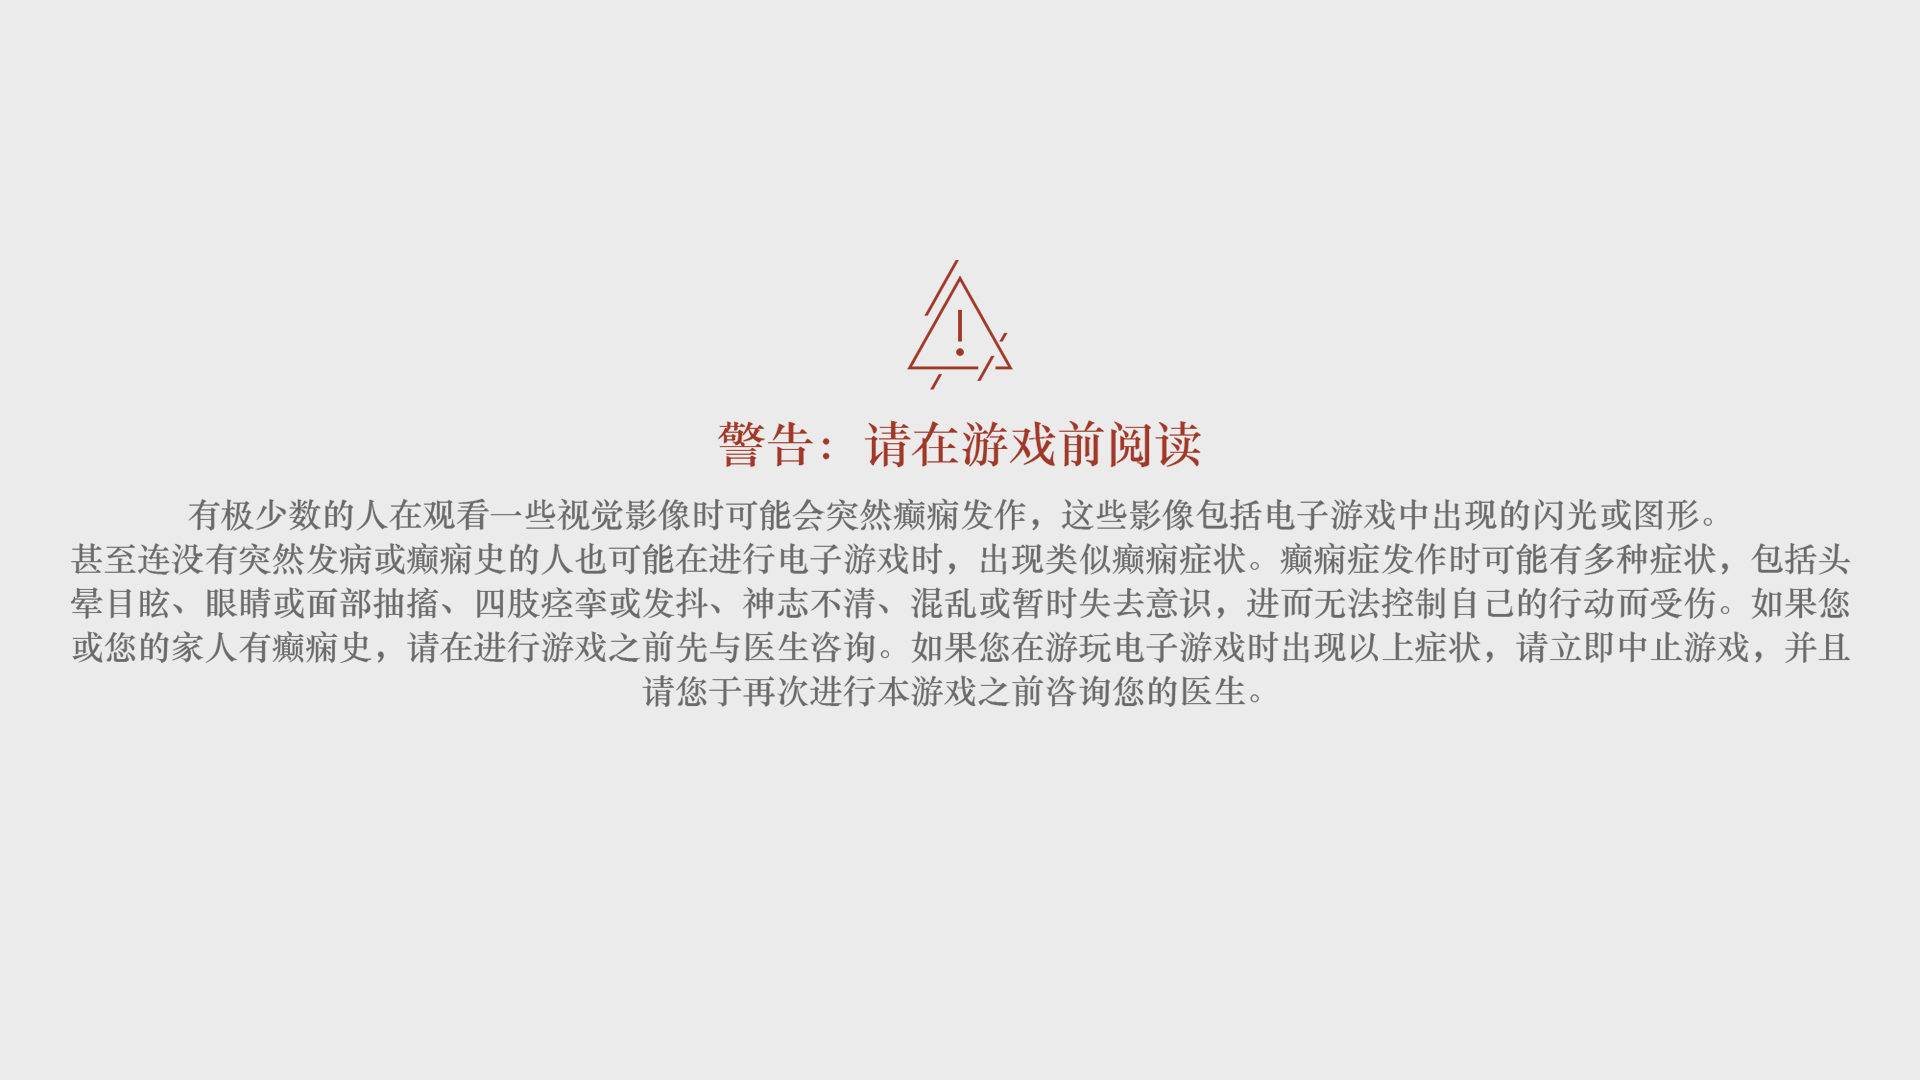 警告：请在游戏前阅读
有极少数的人在观看一些视觉影像时可能会突然癫痫发作，这些影像包括电子游戏中出现的闪光或图形。
甚至连没有突然发病或癫痫史的人也可能在进行电子游戏时，出现类似癫痫症状。癫痫症发作时可能有多种症状，包括头
晕目眩、眼睛或面部抽搐、四肢痉挛或发抖、神志不清、混乱或暂时失去意识，进而无法控制自己的行动而受伤。如果您
或您的家人有癫痫史，请在进行游戏之前先与医生咨询。如果您在游玩电子游戏时出现以上症状，请立即中止游戏，并且
请您于再次进行本游戏之前咨询您的医生。